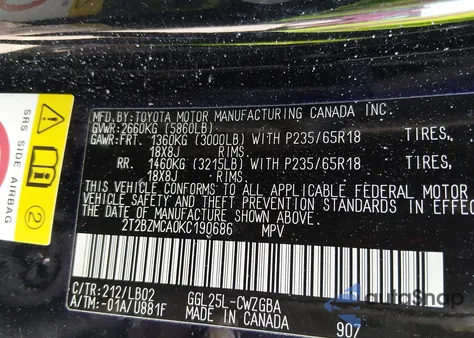 MFD. BY: TOYOTA MOTOR MANUFACTURING CANADA INC.
GVWR: 2660KG (5860LB)
GAWR: FRT. 1360KG (3000LB) WITH P235/65R18 TIRES,
18X8J RIMS.
RR. 1460KG (3215LB) WITH P235/65R18 TIRES,
18X8J RIMS.
THIS VEHICLE CONFORMS TO ALL APPLICABLE FEDERAL MOTOR
VEHICLE SAFETY AND THEFT PREVENTION STANDARDS IN EFFEC
THE DATE OF MANUFACTURE SHOWN ABOVE.
2T2BZMCA0KC190686 MPV
C/TR: 212/LB02 GGL25L-CWZGBA
A/TM: -01A/U881F MADE IN CANADA 907
SRS SIDE AIRBAG
2
AutoShop